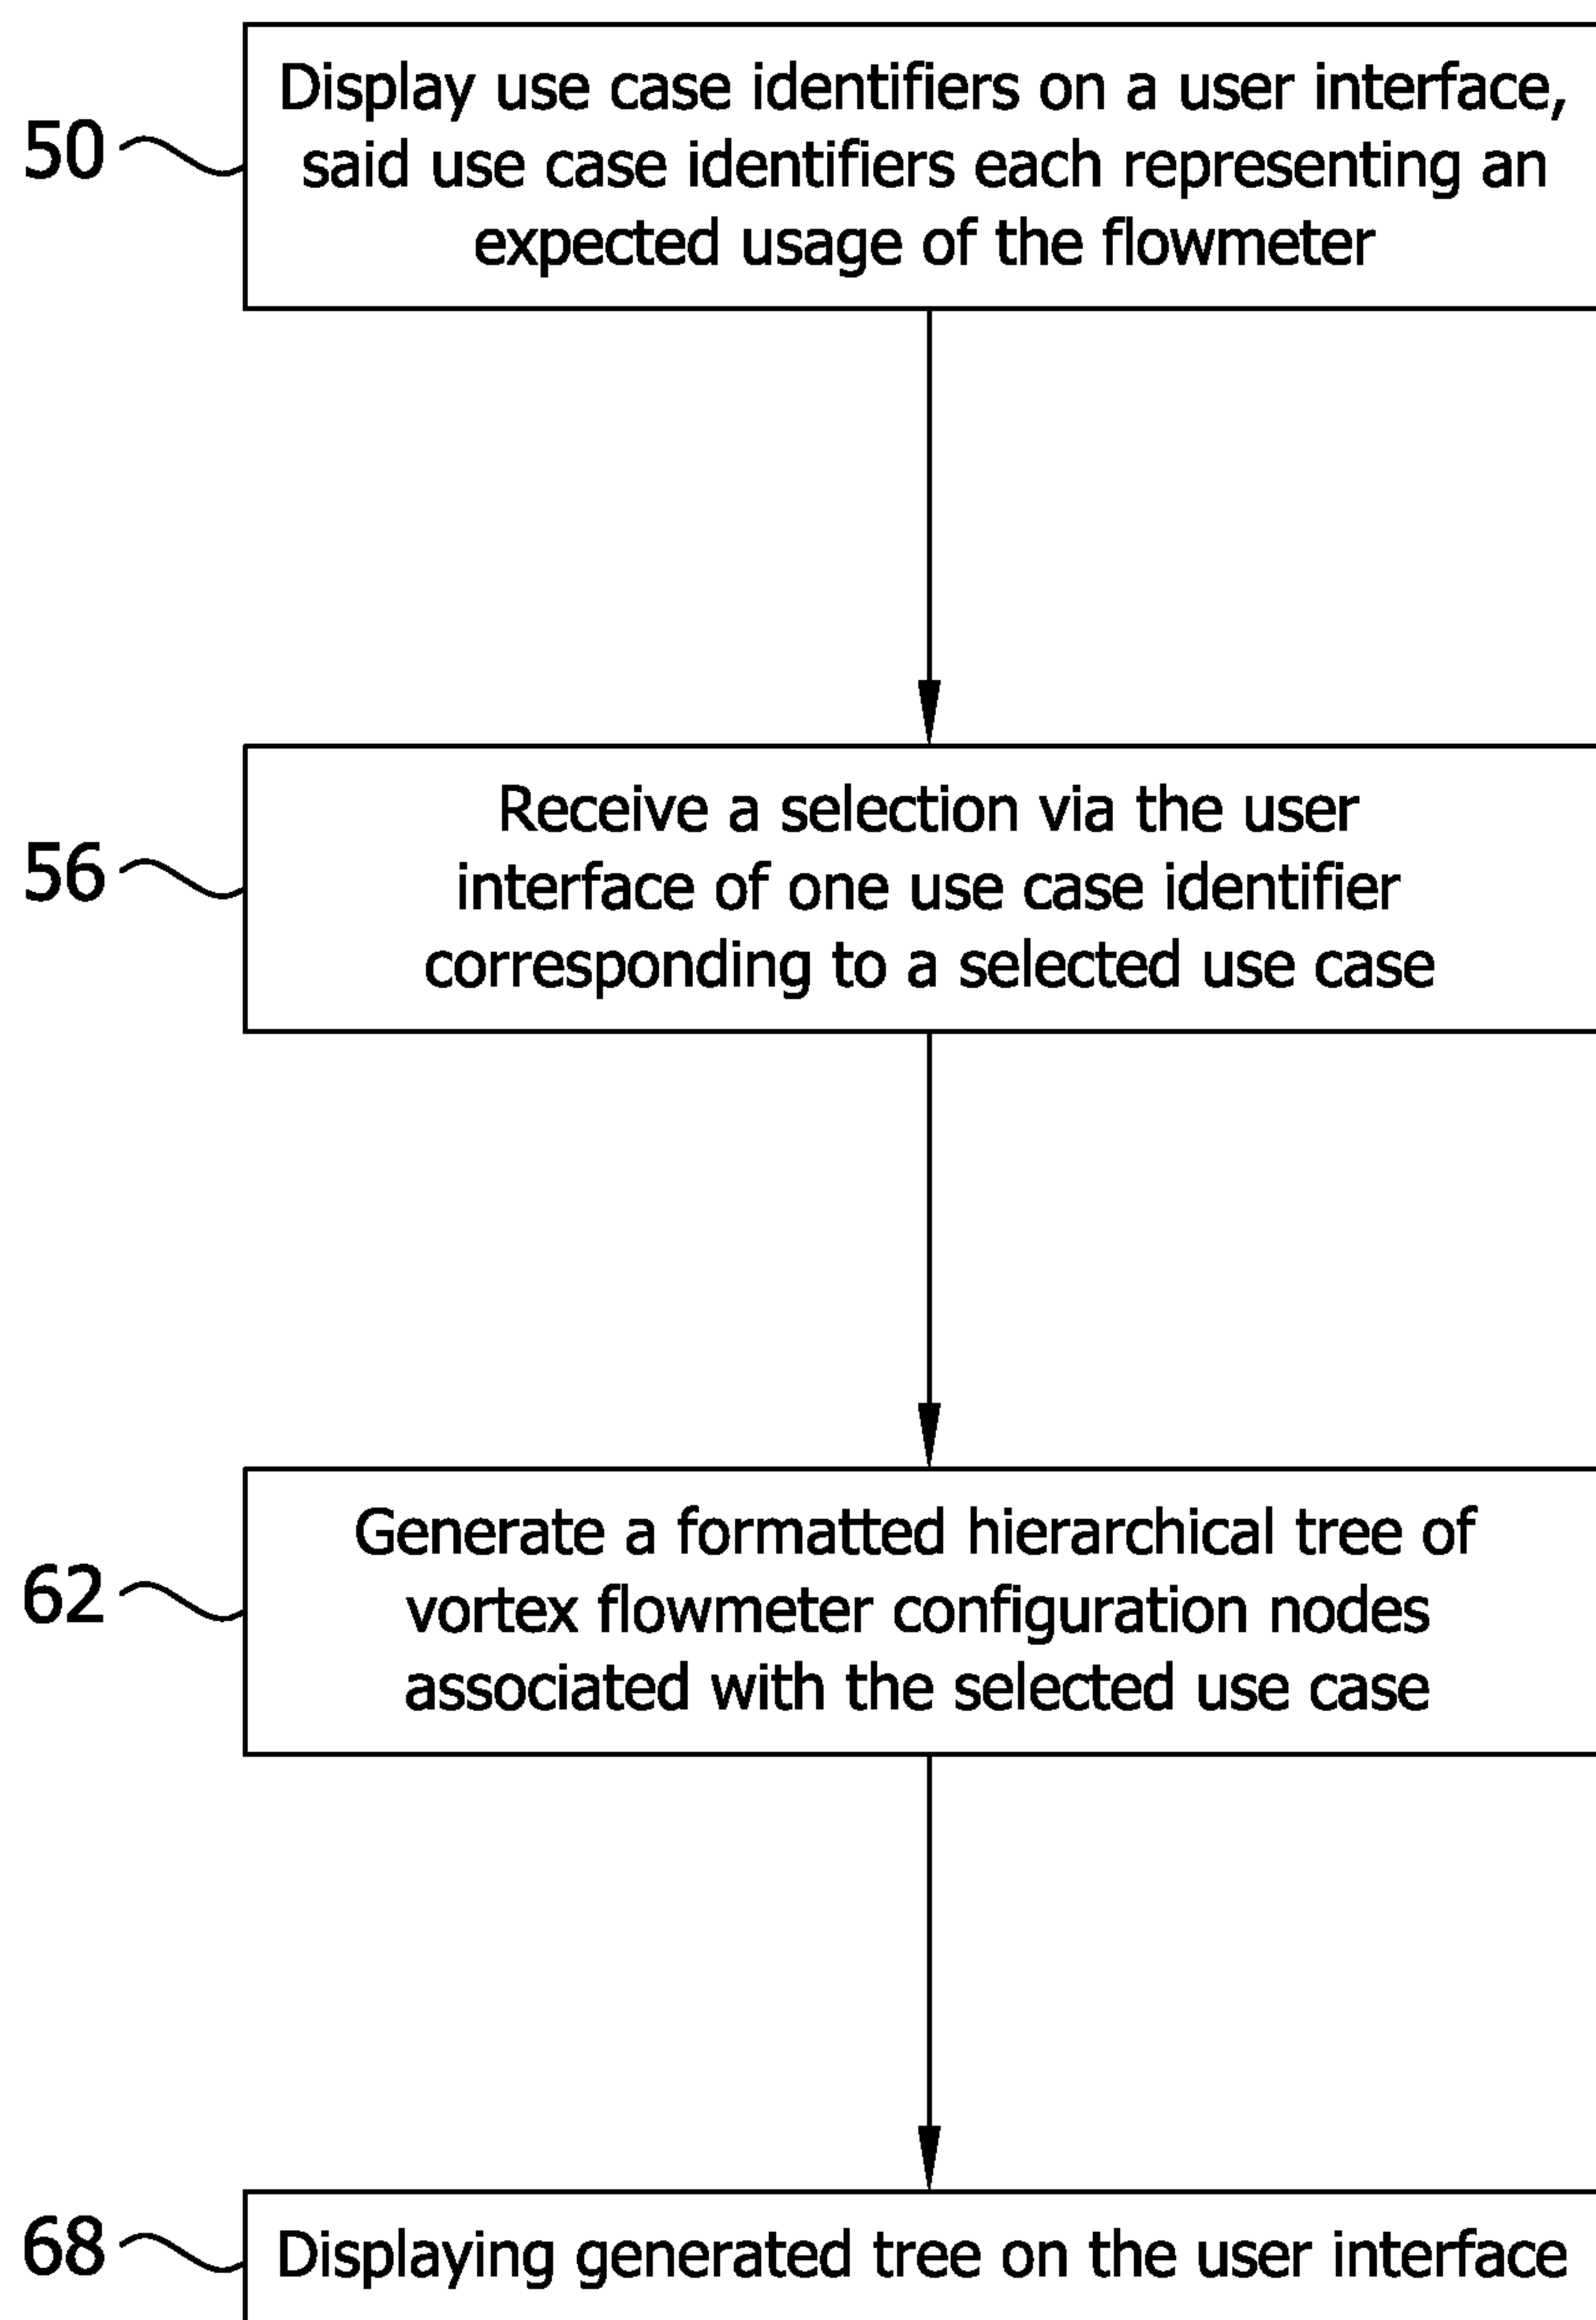 Display use case identifiers on a user interface,
50
said use case identifiers each representing an
expected usage of the flowmeter
Receive a selection via the user
56
interface of one use case identifier
corresponding to a selected use case
Generate a formatted hierarchical tree of
62
vortex flowmeter configuration nodes
associated with the selected use case
68
Displaying generated tree on the user interface